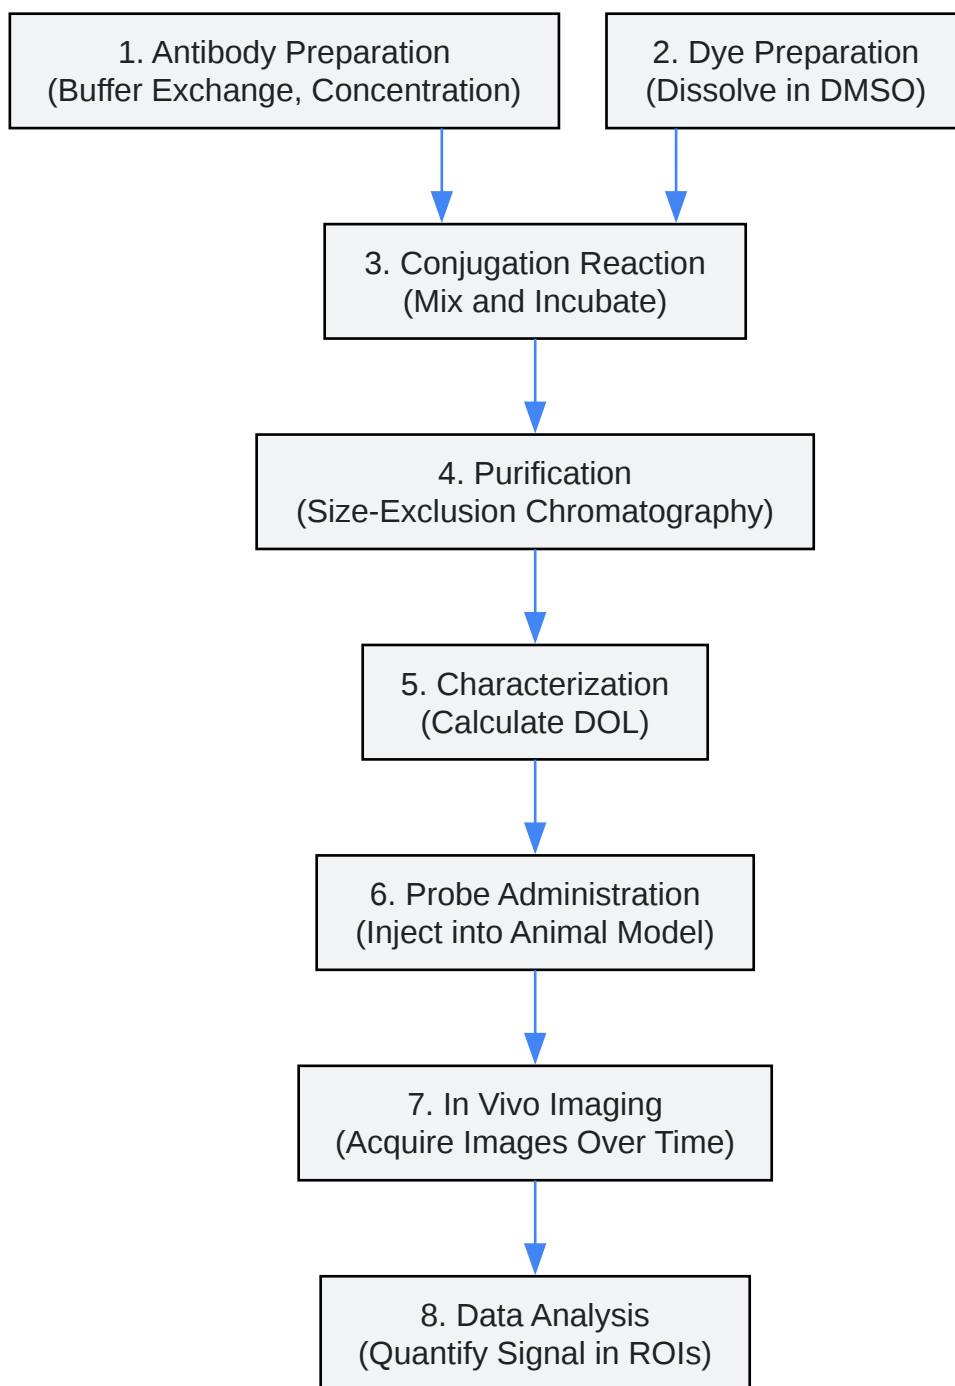 1. Antibody Preparation
(Buffer Exchange, Concentration)
2. Dye Preparation
(Dissolve in DMSO)
3. Conjugation Reaction
(Mix and Incubate)
4. Purification
(Size-Exclusion Chromatography)
5. Characterization
(Calculate DOL)
6. Probe Administration
(Inject into Animal Model)
7. In Vivo Imaging
(Acquire Images Over Time)
8. Data Analysis
(Quantify Signal in ROIs)